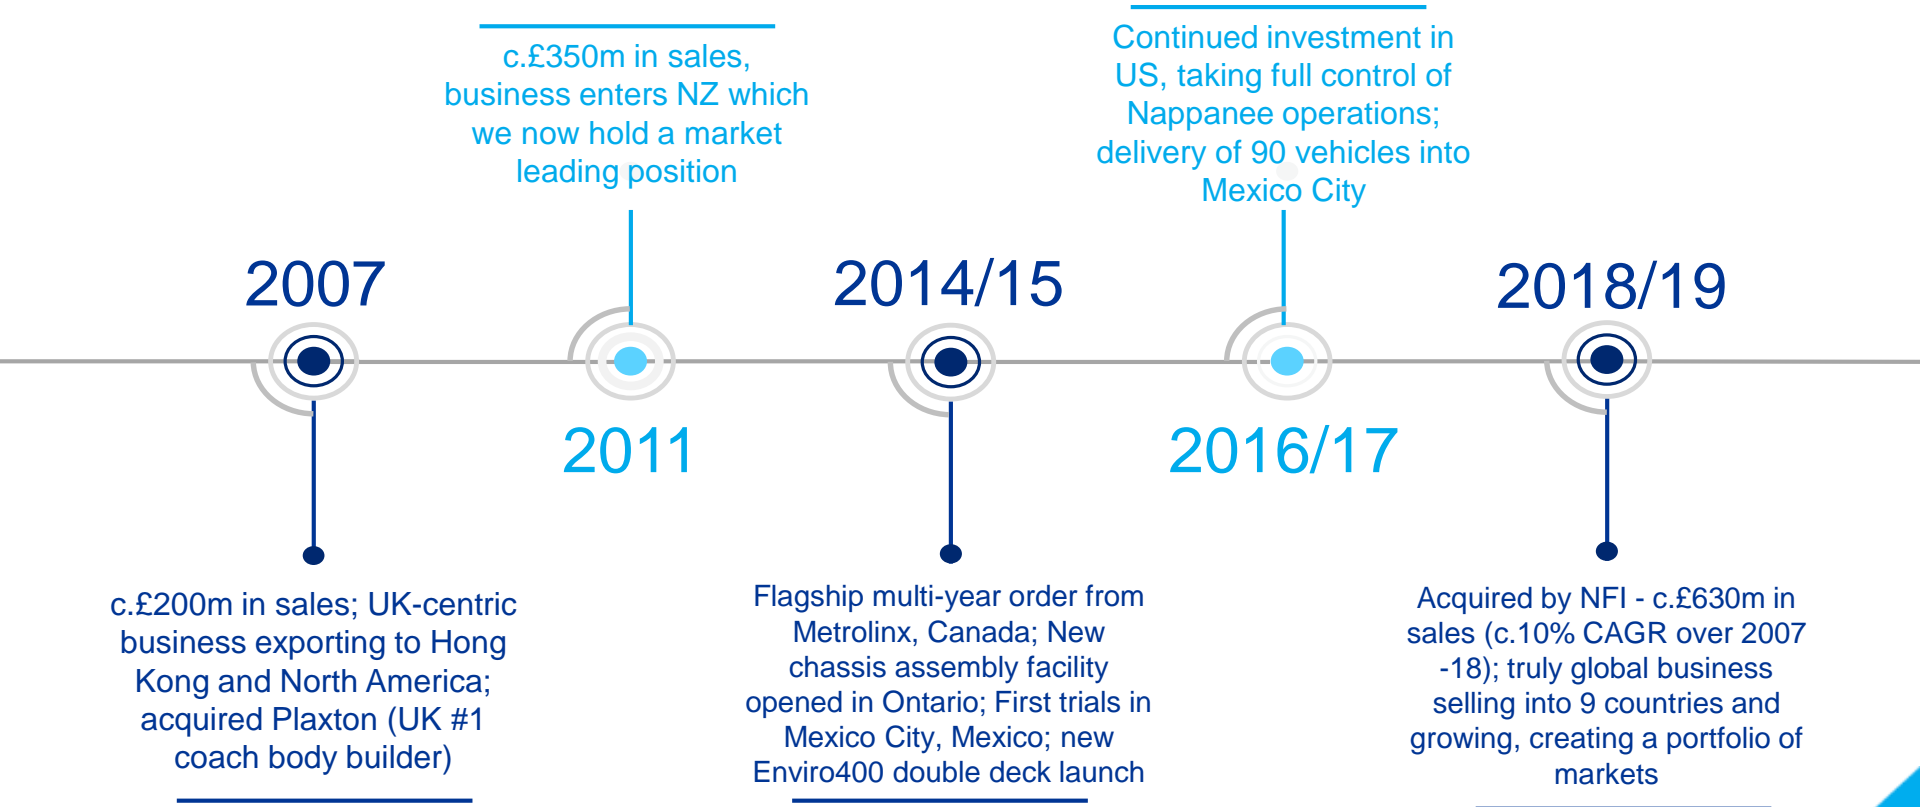 c.£350m in sales,
business enters NZ which
we now hold a market
leading position
Continued investment in
US, taking full control of
Nappanee operations;
delivery of 90 vehicles into
Mexico City
2007
2014/15
2018/19
2011
2016/17
c.£200m in sales; UK-centric
business exporting to Hong
Kong and North America;
acquired Plaxton (UK #1
coach body builder)
Flagship multi-year order from
Metrolinx, Canada; New
chassis assembly facility
opened in Ontario; First trials in
Mexico City, Mexico; new
Enviro400 double deck launch
Acquired by NFI - c.£630m in
sales (c.10% CAGR over 2007
-18); truly global business
selling into 9 countries and
growing, creating a portfolio of
markets